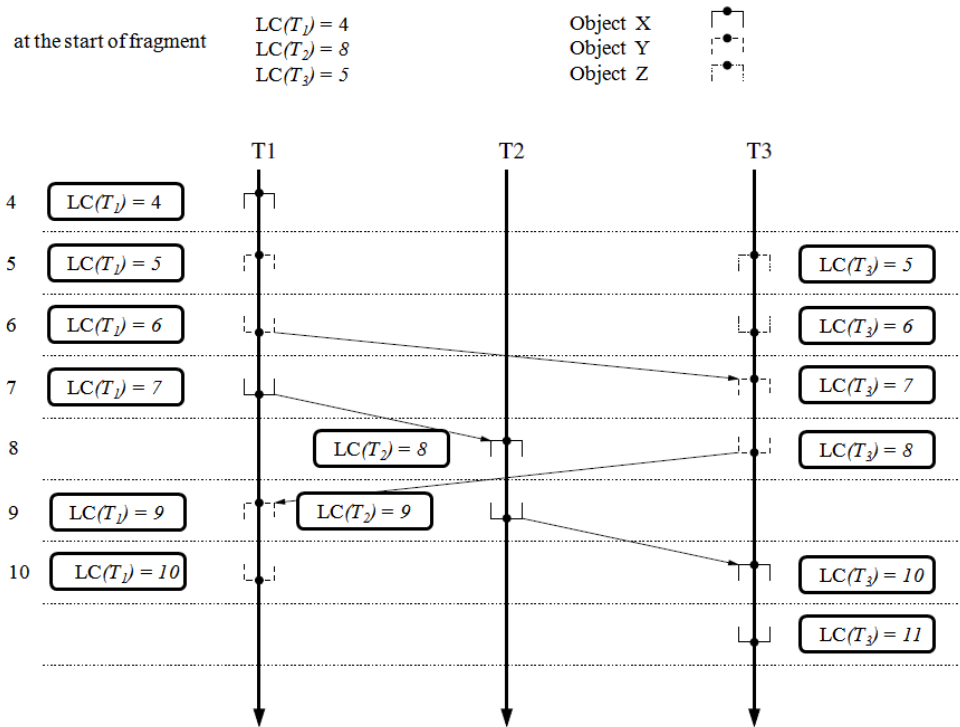 LC(T1) = 4 Object X
at the start of fragment LC(T2) = 8 Object Y
LC(T3) = 5 Object Z
T1 T2 T3
4 LC(T1) = 4
5 LC(T1) = 5 LC(T3) = 5
6 LC(T1) = 6 LC(T3) = 6
7 LC(T1) = 7 LC(T3) = 7
8 LC(T2) = 8 LC(T3) = 8
9 LC(T1) = 9 LC(T2) = 9
10 LC(T1) = 10 LC(T3) = 10
LC(T3) = 11